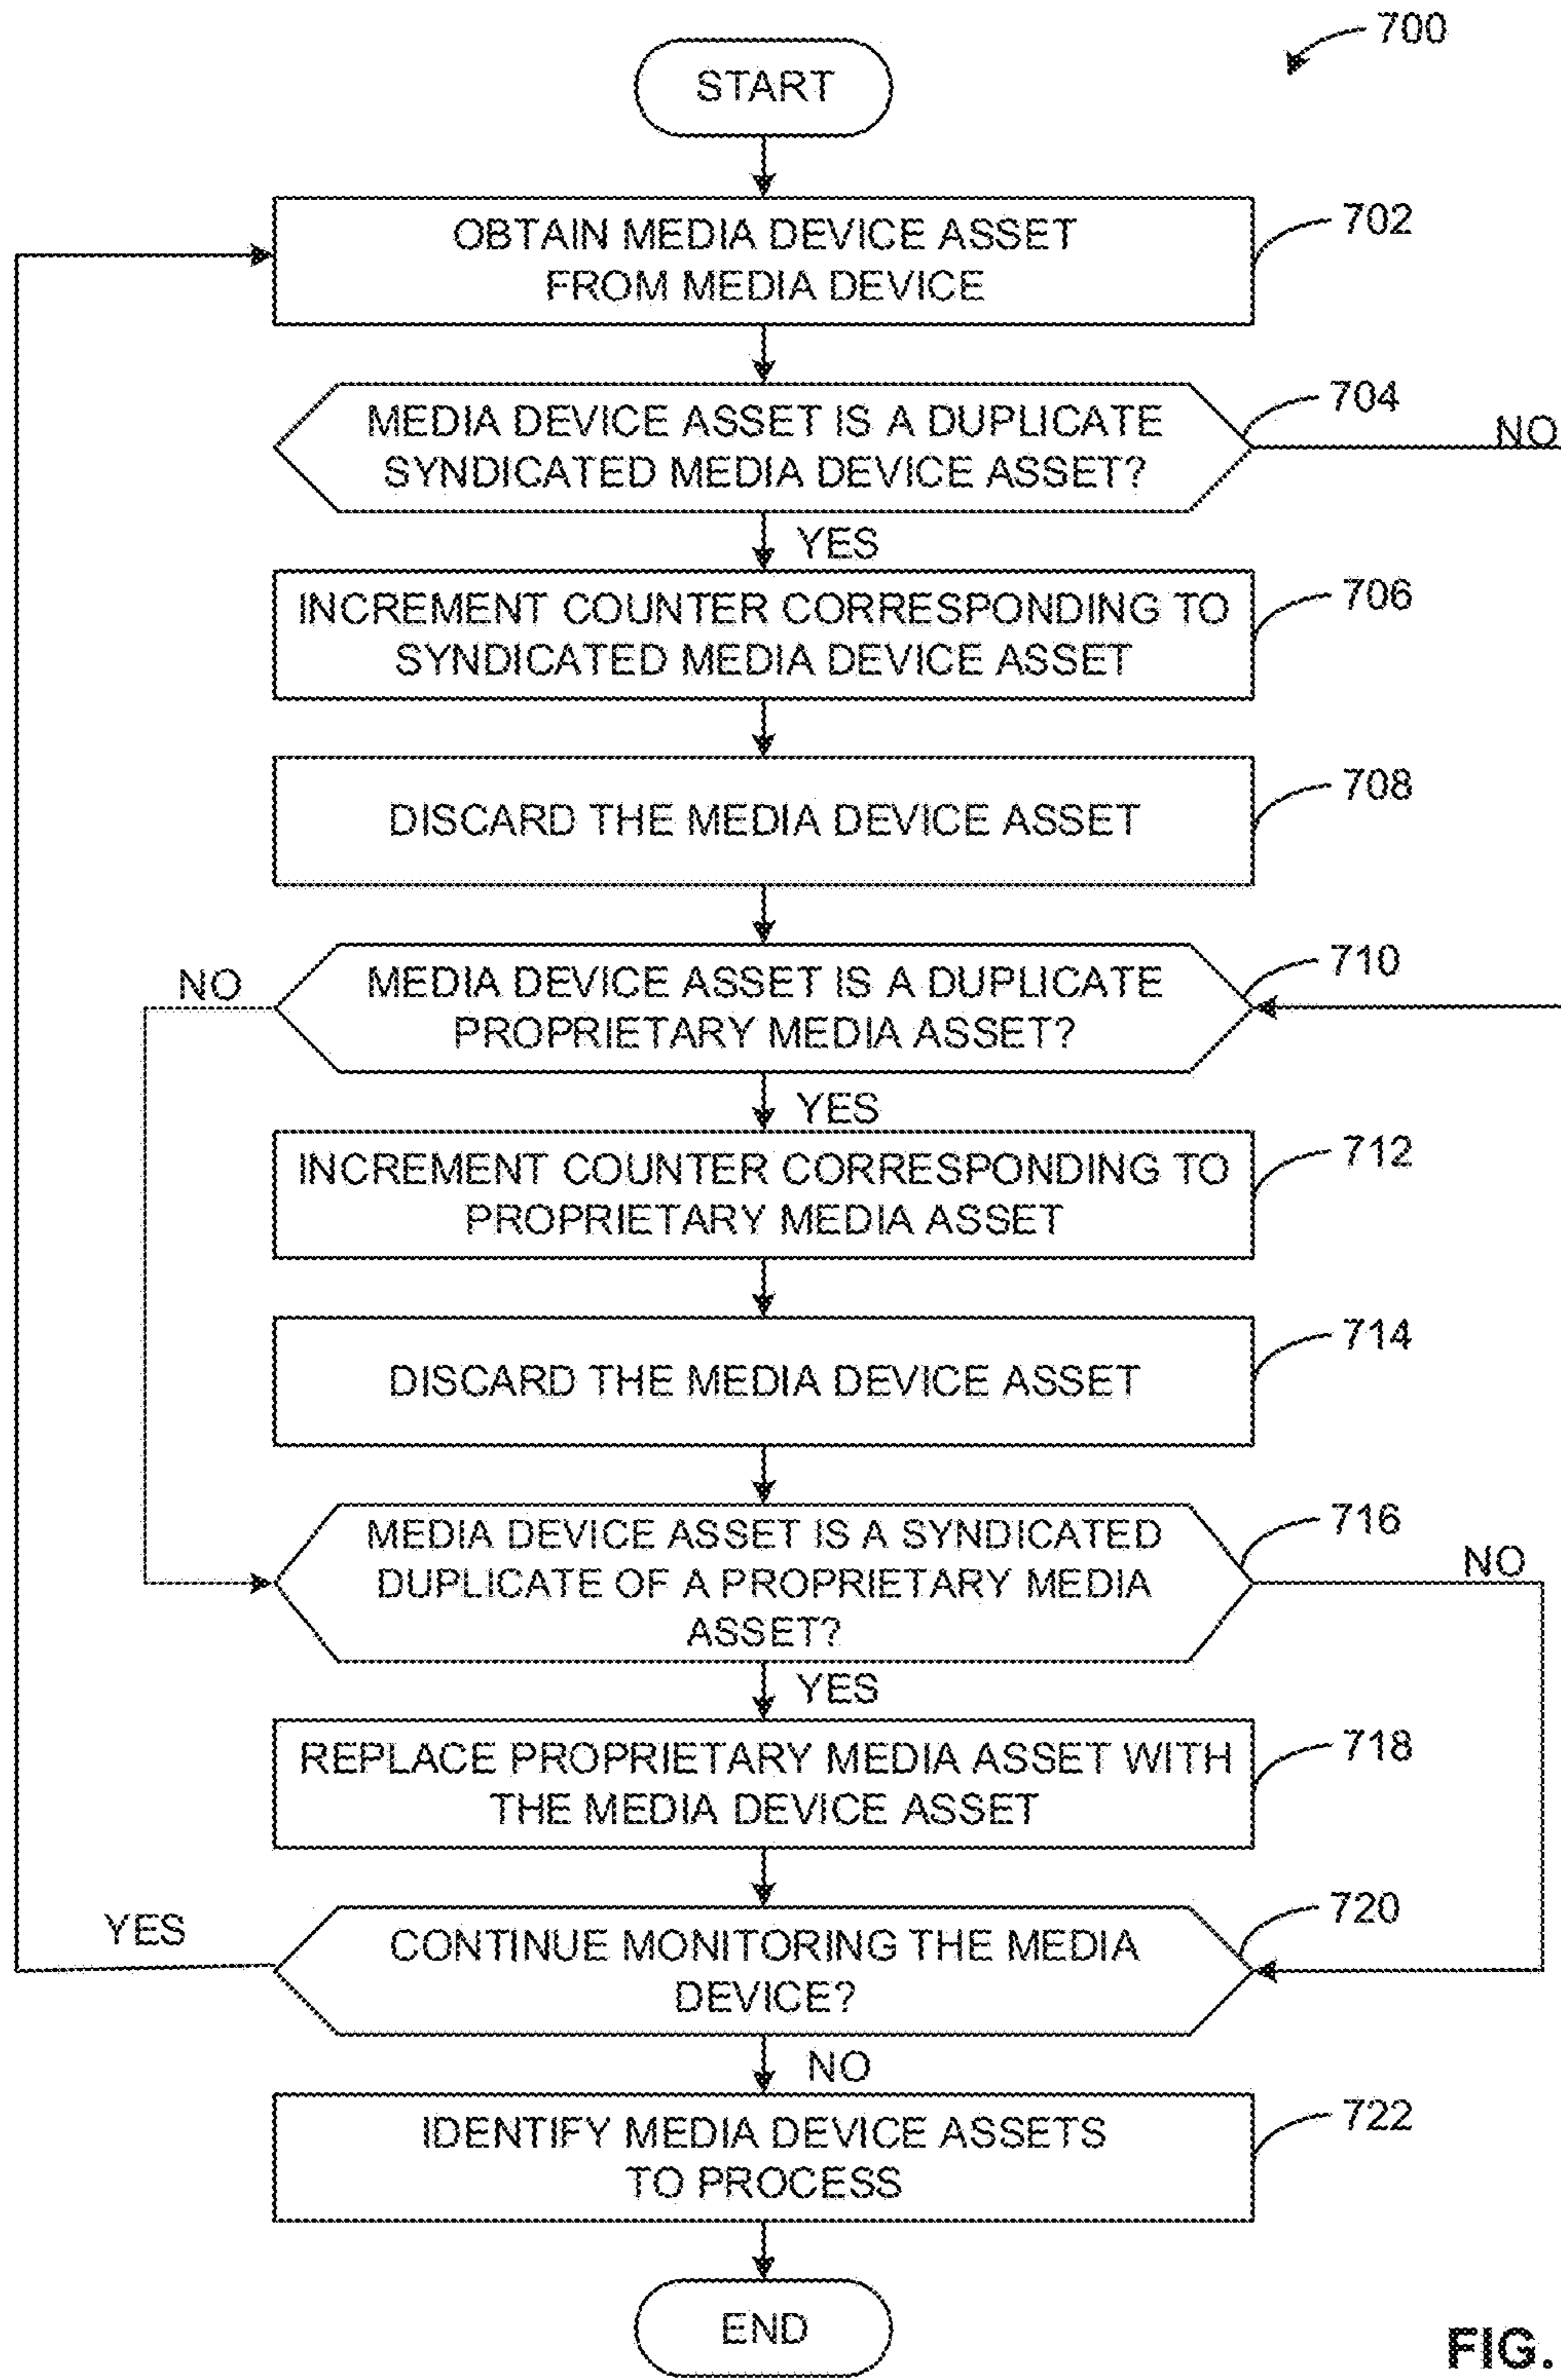 700
START
OBTAIN MEDIA DEVICE ASSET
FROM MEDIA DEVICE
702
MEDIA DEVICE ASSET IS A DUPLICATE
SYNDICATED MEDIA DEVICE ASSET?
704
NO
YES
INCREMENT COUNTER CORRESPONDING TO
SYNDICATED MEDIA DEVICE ASSET
706
DISCARD THE MEDIA DEVICE ASSET
708
NO
MEDIA DEVICE ASSET IS A DUPLICATE
PROPRIETARY MEDIA ASSET?
710
YES
INCREMENT COUNTER CORRESPONDING TO
PROPRIETARY MEDIA ASSET
712
DISCARD THE MEDIA DEVICE ASSET
714
MEDIA DEVICE ASSET IS A SYNDICATED
DUPLICATE OF A PROPRIETARY MEDIA
ASSET?
716
NO
YES
REPLACE PROPRIETARY MEDIA ASSET WITH
THE MEDIA DEVICE ASSET
718
YES
CONTINUE MONITORING THE MEDIA
DEVICE?
720
NO
IDENTIFY MEDIA DEVICE ASSETS
TO PROCESS
722
END
FIG.